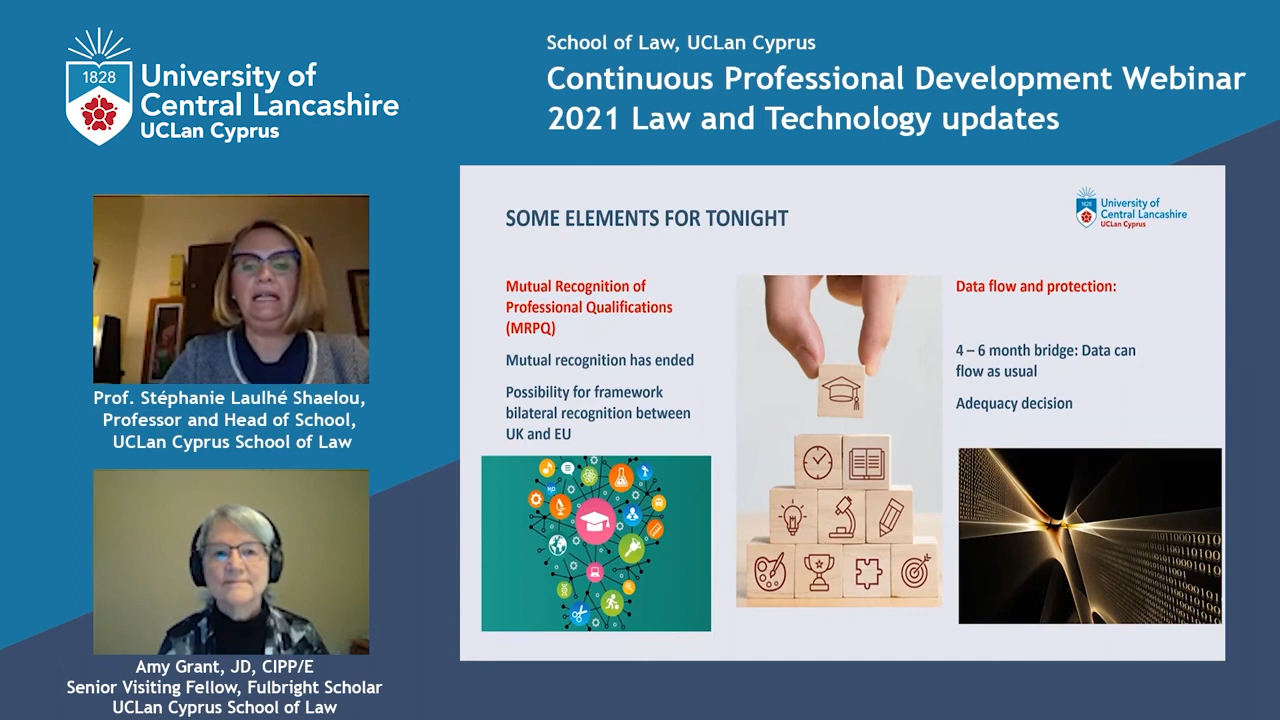 1828
University of
Central Lancashire
UCLan Cyprus
School of Law, UCLan Cyprus
Continuous Professional Development Webinar
2021 Law and Technology updates
Prof. Stéphanie Laulhé Shaelou,
Professor and Head of School,
UCLan Cyprus School of Law
Amy Grant, JD, CIPP/E
Senior Visiting Fellow, Fulbright Scholar
UCLan Cyprus School of Law
SOME ELEMENTS FOR TONIGHT
1828
University of
Central Lancashire
UCLan Cyprus
Mutual Recognition of
Professional Qualifications
(MRPQ)
Mutual recognition has ended
Possibility for framework
bilateral recognition between
UK and EU
Data flow and protection:
4 – 6 month bridge: Data can
flow as usual
Adequacy decision